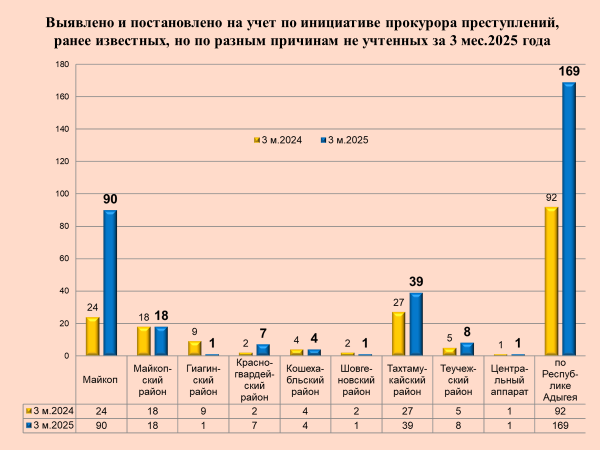 Выявлено и постановлено на учет по инициативе прокурора преступлений,
ранее известных, но по разным причинам не учтенных за 3 мес.2025 года
180
160
140
120
100
80
60
40
20
0
3 м.2024 3 м.2025
24 90
18 18
9 1
2 7
4 4
2 1
27 39
5 8
1 1
92 169
Майкоп
Майкоп-
ский
район
Гиагин-
ский
район
Красно-
гвардей-
ский
район
Кошеха-
бльский
район
Шовге-
новский
район
Тахтаму-
кайский
район
Теучеж-
ский
район
Центра-
льный
аппарат
по
Респуб-
лике
Адыгея
3 м.2024 24 18 9 2 4 2 27 5 1 92
3 м.2025 90 18 1 7 4 1 39 8 1 169